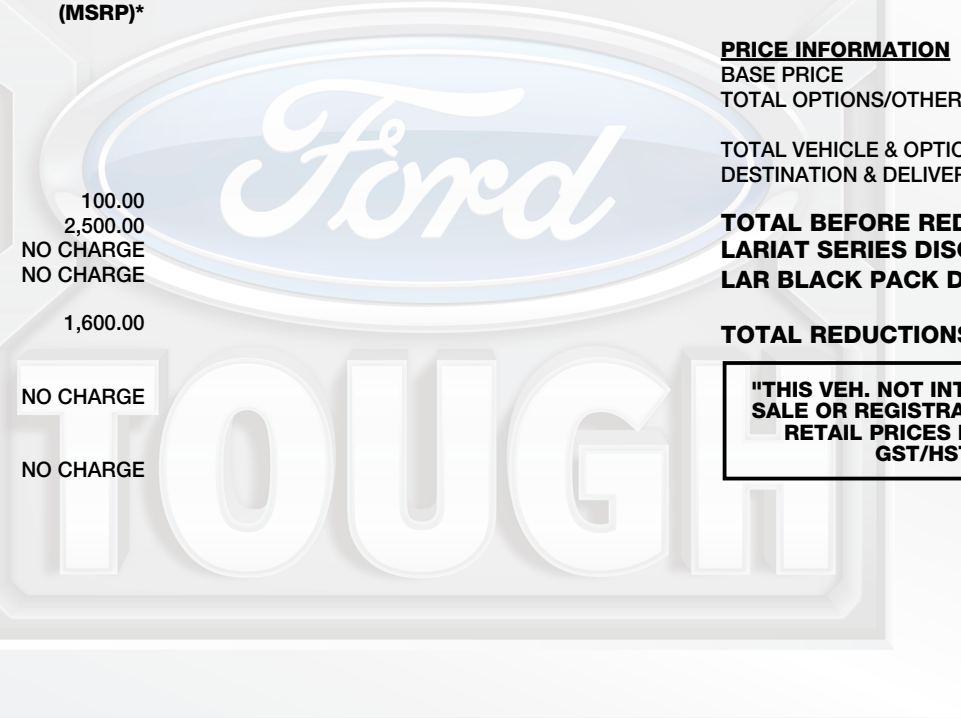 (MSRP)*
100.00
2,500.00
NO CHARGE
NO CHARGE
1,600.00
NO CHARGE
NO CHARGE
Ford
TOUGH
PRICE INFORMATION
BASE PRICE
TOTAL OPTIONS/OTHER
TOTAL VEHICLE & OPTIO
DESTINATION & DELIVER
TOTAL BEFORE RED
LARIAT SERIES DISC
LAR BLACK PACK D
TOTAL REDUCTIONS
"THIS VEH. NOT INT
SALE OR REGISTRA
RETAIL PRICES
GST/HST